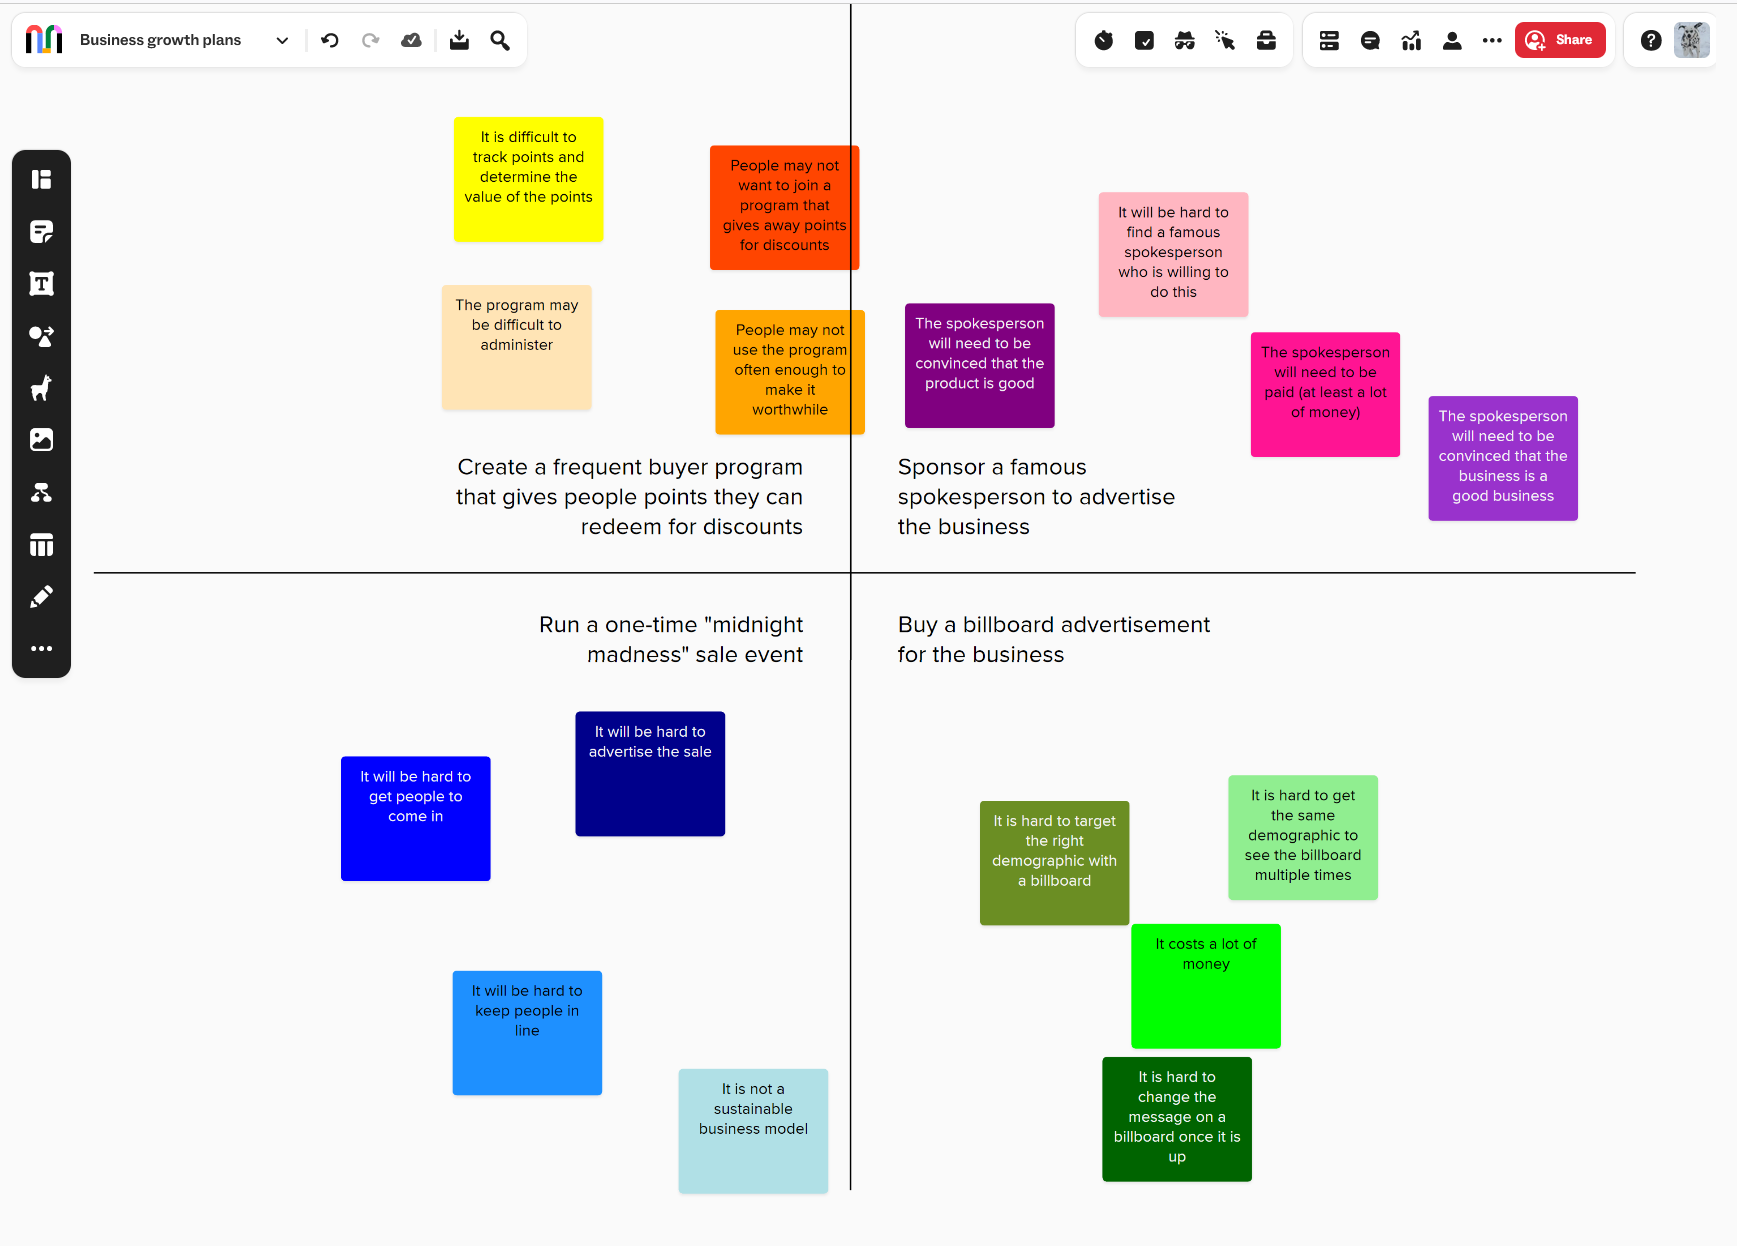 Business growth plans
Share
It is difficult to
track points and
determine the
value of the points
People may not
want to join a
program that
gives away points
for discounts
The program may
be difficult to
administer
People may not
use the program
often enough to
make it
worthwhile
Create a frequent buyer program
that gives people points they can
redeem for discounts
It will be hard to
find a famous
spokesperson
who is willing to
do this
The spokesperson
will need to be
convinced that the
product is good
The spokesperson
will need to be
paid (at least a lot
of money)
The spokesperson
will need to be
convinced that the
business is a
good business
Sponsor a famous
spokesperson to advertise
the business
Run a one-time "midnight
madness" sale event
It will be hard to
advertise the sale
It will be hard to
get people to
come in
It will be hard to
keep people in
line
It is not a
sustainable
business model
Buy a billboard advertisement
for the business
It is hard to target
the right
demographic with
a billboard
It is hard to get
the same
demographic to
see the billboard
multiple times
It costs a lot of
money
It is hard to
change the
message on a
billboard once it is
up